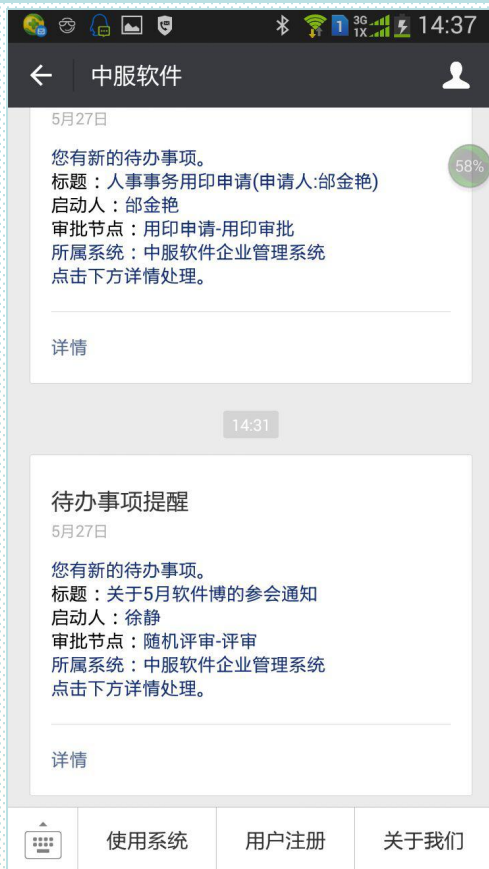 1 3G 1X 14:37
中服软件
5月27日
58%
您有新的待办事项。
标题：人事事务用印申请(申请人:邰金艳)
启动人：邰金艳
审批节点：用印申请-用印审批
所属系统：中服软件企业管理系统
点击下方详情处理。
详情
14:31
待办事项提醒
5月27日
您有新的待办事项。
标题：关于5月软件博的参会通知
启动人：徐静
审批节点：随机评审-评审
所属系统：中服软件企业管理系统
点击下方详情处理。
详情
使用系统 用户注册 关于我们